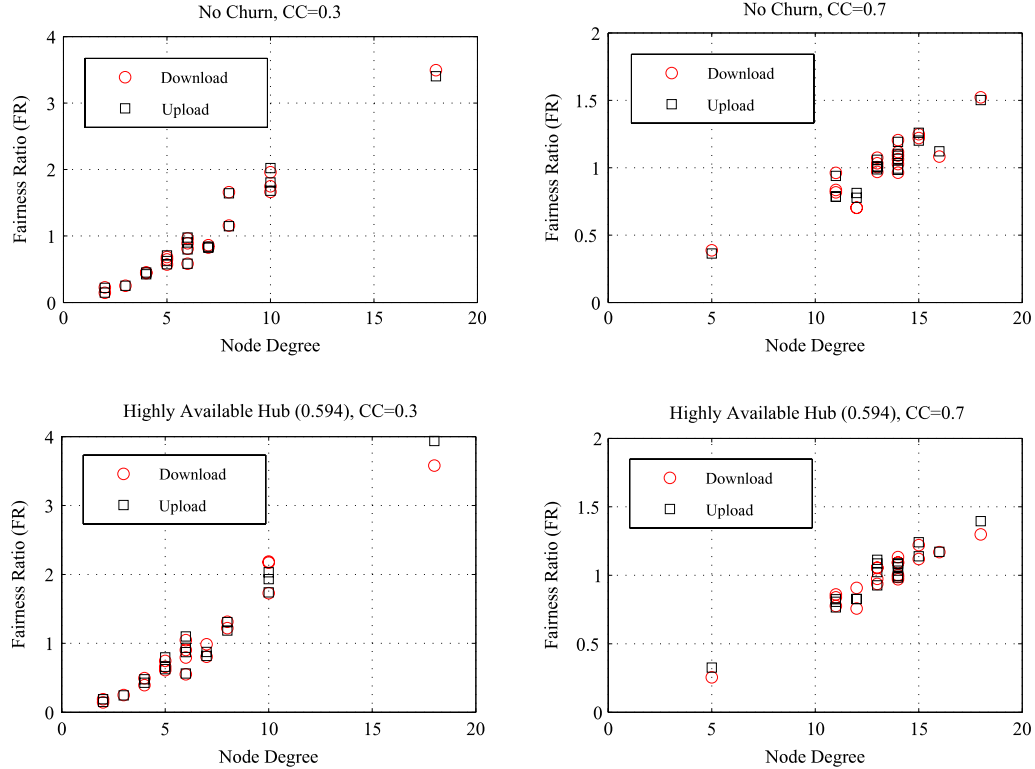 No Churn, CC=0.3
4
3
2
1
0
0 5 10 15 20
Fairness Ratio (FR)
Node Degree
Download
Upload
No Churn, CC=0.7
2
1.5
1
0.5
0
0 5 10 15 20
Fairness Ratio (FR)
Node Degree
Download
Upload
Highly Available Hub (0.594), CC=0.3
4
3
2
1
0
0 5 10 15 20
Fairness Ratio (FR)
Node Degree
Download
Upload
Highly Available Hub (0.594), CC=0.7
2
1.5
1
0.5
0
0 5 10 15 20
Fairness Ratio (FR)
Node Degree
Download
Upload